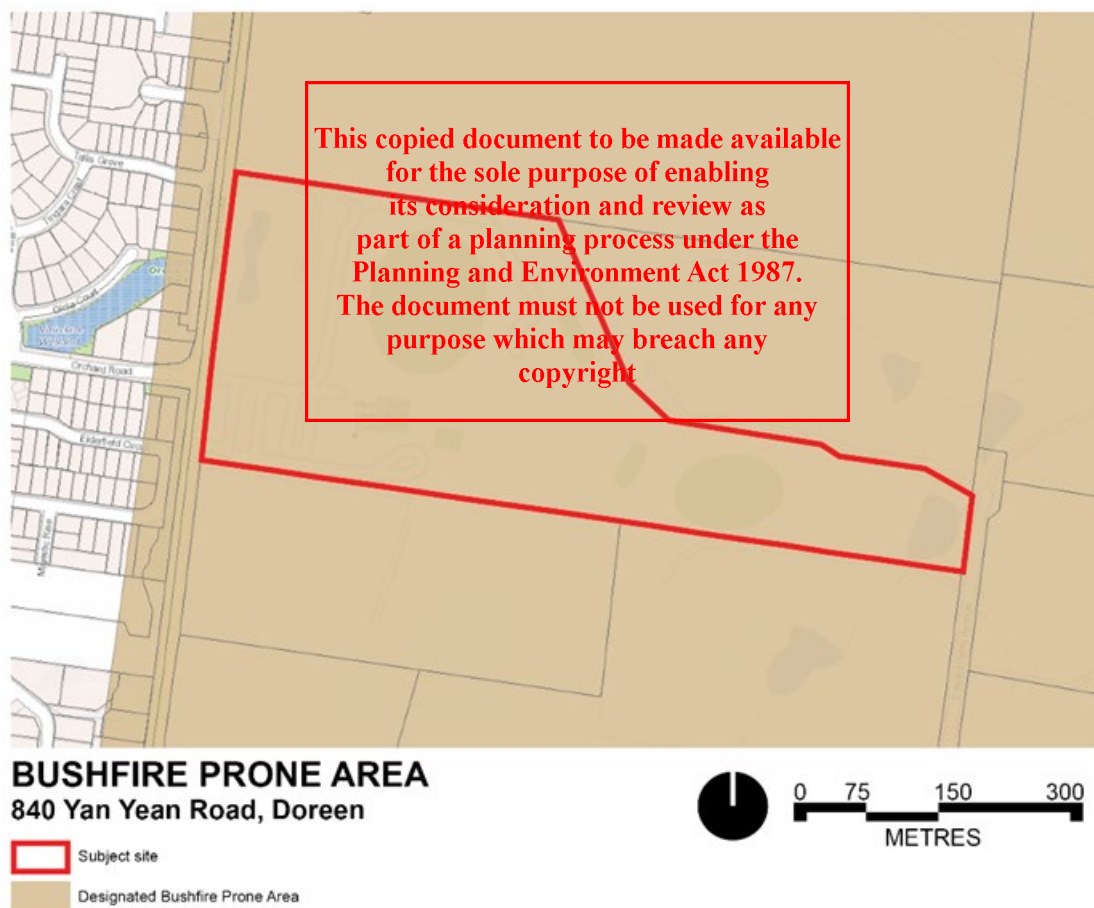 This copied document to be made available
for the sole purpose of enabling
its consideration and review as
part of a planning process under the
Planning and Environment Act 1987.
The document must not be used for any
purpose which may breach any
copyright
Grove
Court
Orchard Road
BUSHFIRE PRONE AREA
840 Yan Yean Road, Doreen
0 75 150 300
METRES
Subject site
Designated Bushfire Prone Area